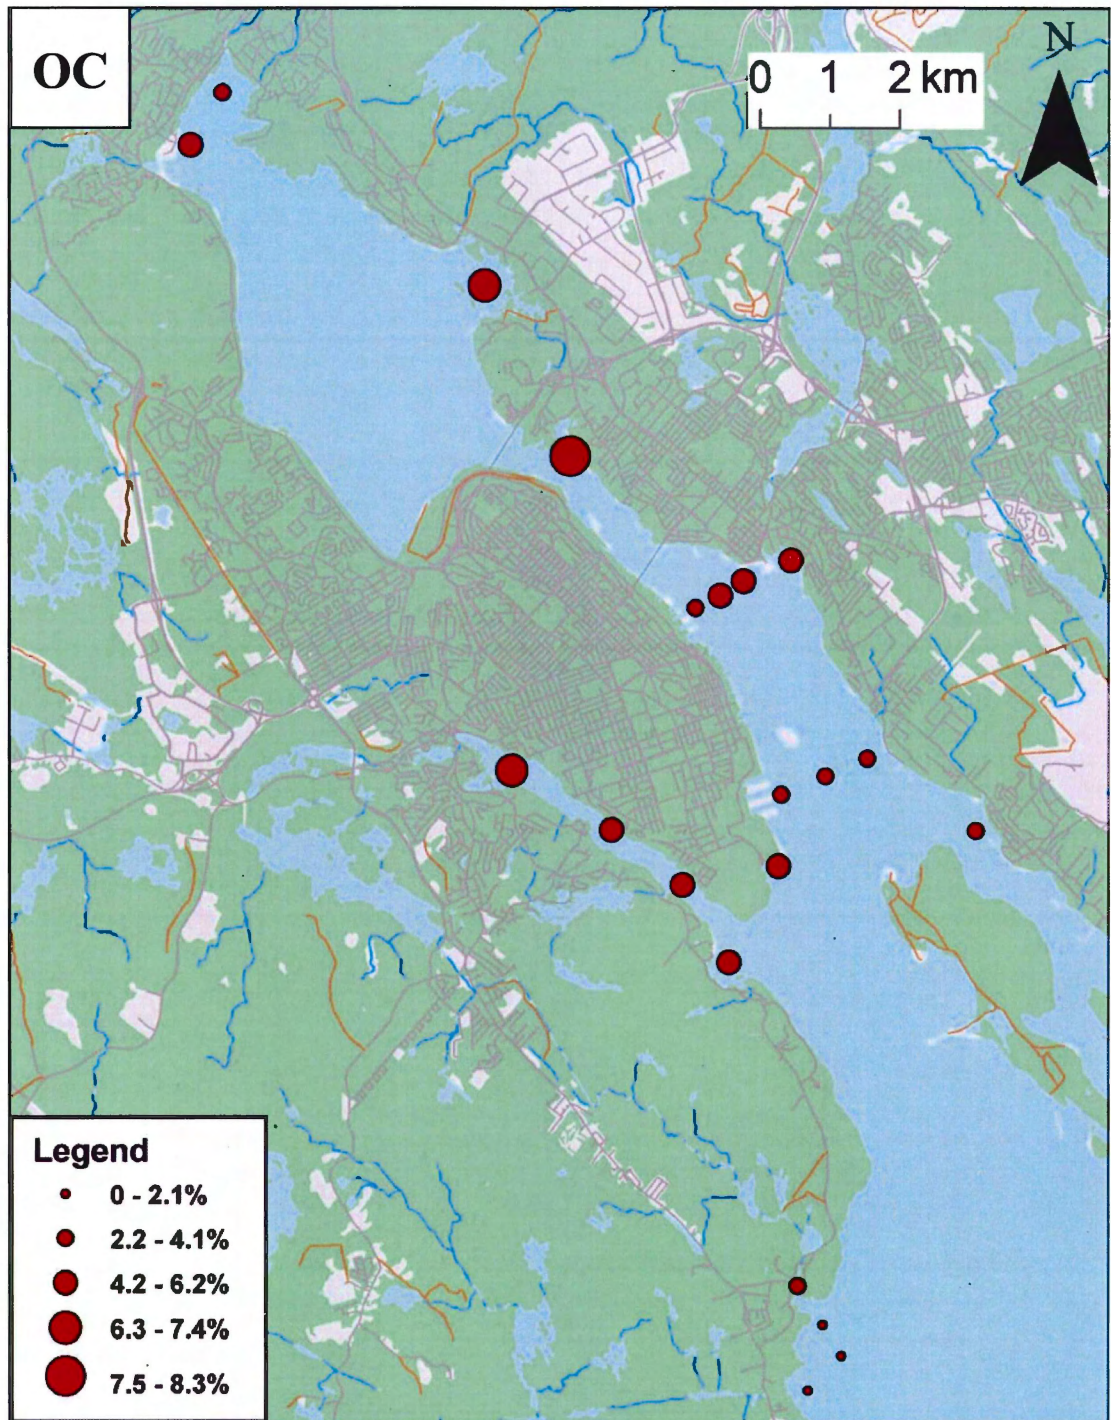 OC
N
0 1 2 km
Legend
0 - 2.1%
2.2 - 4.1%
4.2 - 6.2%
6.3 - 7.4%
7.5 - 8.3%